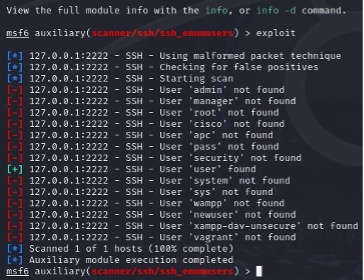 View the full module info with the info, or info -d command.
msf6 auxiliary(scanner/ssh/ssh_enumusers) > exploit
[*] 127.0.0.1:2222 - SSH - Using malformed packet technique
[*] 127.0.0.1:2222 - SSH - Checking for false positives
[*] 127.0.0.1:2222 - SSH - Starting scan
[-] 127.0.0.1:2222 - SSH - User 'admin' not found
[-] 127.0.0.1:2222 - SSH - User 'manager' not found
[-] 127.0.0.1:2222 - SSH - User 'root' not found
[-] 127.0.0.1:2222 - SSH - User 'cisco' not found
[-] 127.0.0.1:2222 - SSH - User 'apc' not found
[-] 127.0.0.1:2222 - SSH - User 'pass' not found
[-] 127.0.0.1:2222 - SSH - User 'security' not found
[+] 127.0.0.1:2222 - SSH - User 'user' found
[-] 127.0.0.1:2222 - SSH - User 'system' not found
[-] 127.0.0.1:2222 - SSH - User 'sys' not found
[-] 127.0.0.1:2222 - SSH - User 'wampp' not found
[-] 127.0.0.1:2222 - SSH - User 'newuser' not found
[-] 127.0.0.1:2222 - SSH - User 'xampp-dav-unsecure' not found
[-] 127.0.0.1:2222 - SSH - User 'vagrant' not found
[*] Scanned 1 of 1 hosts (100% complete)
[*] Auxiliary module execution completed
msf6 auxiliary(scanner/ssh/ssh_enumusers) >